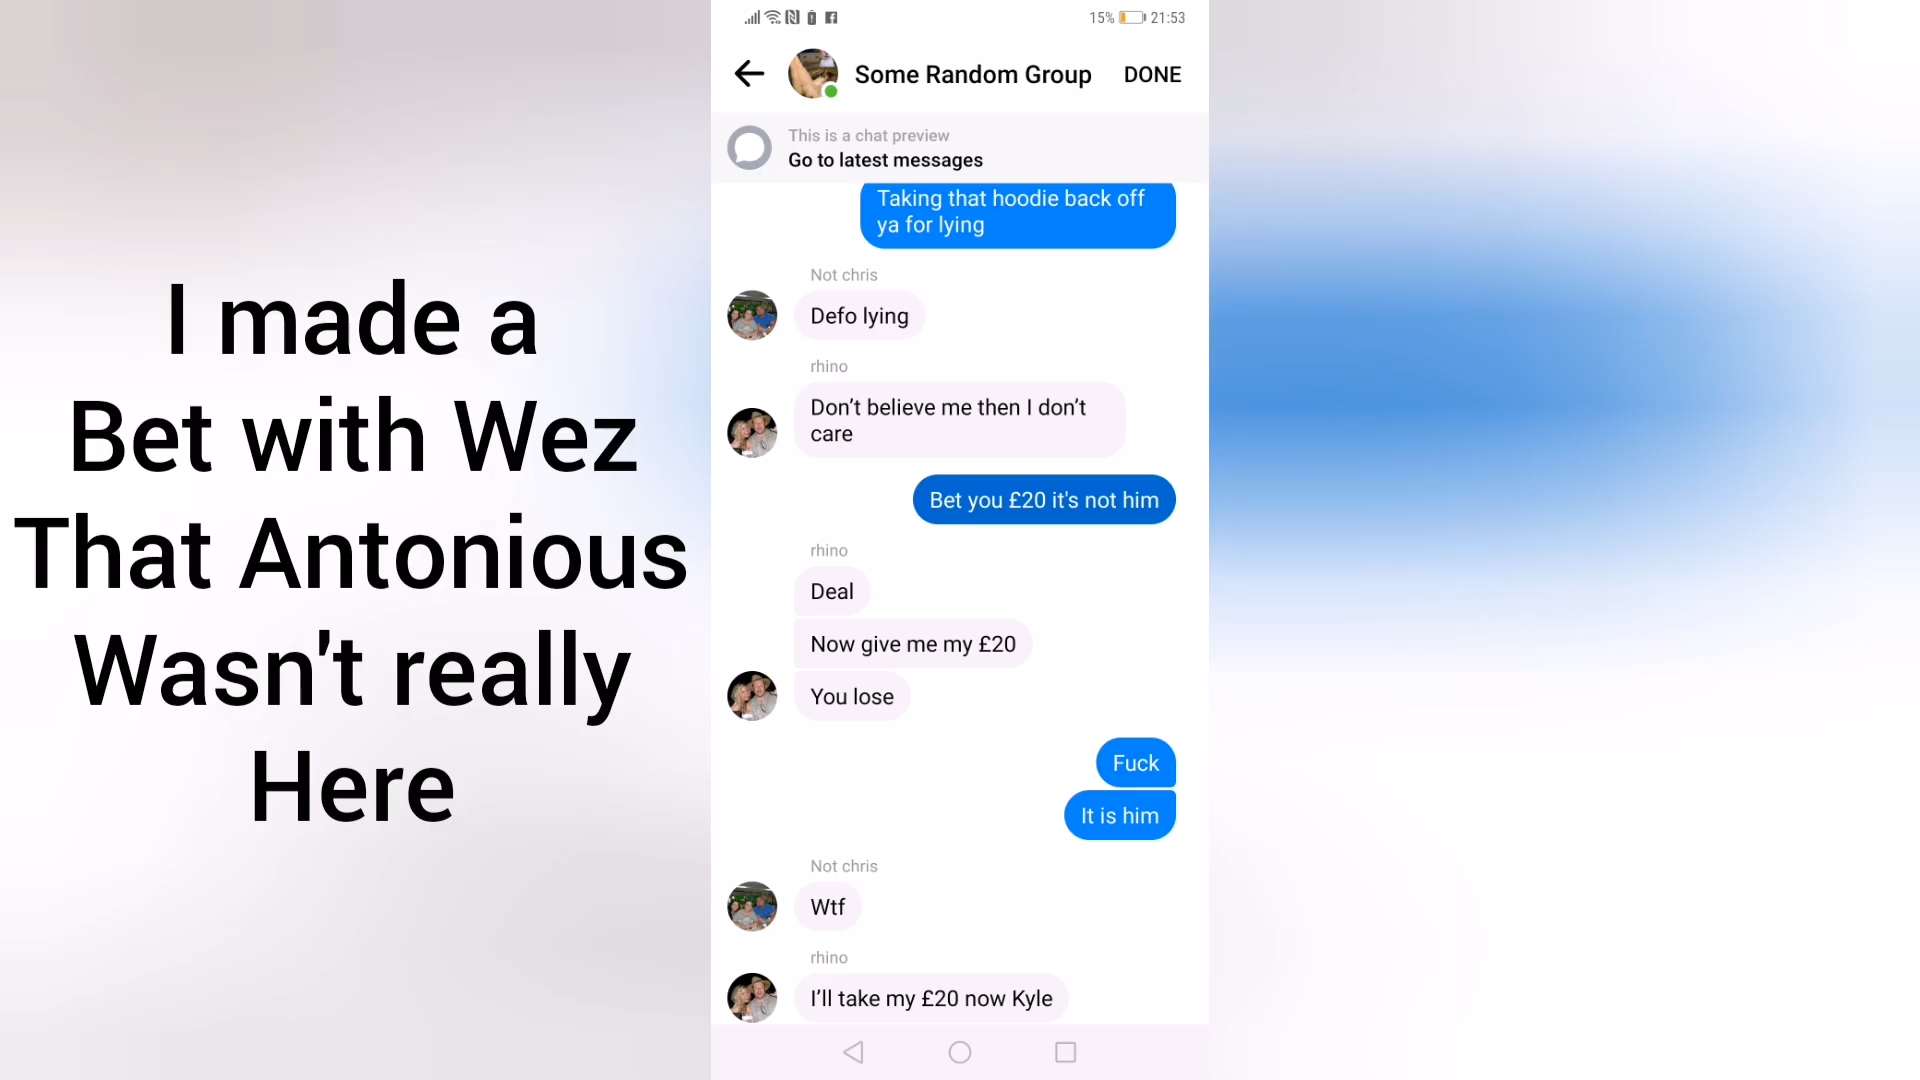 I made a
Bet with Wez
That Antonious
Wasn't really
Here
15% 21:53
Some Random Group DONE
This is a chat preview
Go to latest messages
Taking that hoodie back off
ya for lying
Not chris
Defo lying
rhino
Don’t believe me then I don’t
care
Bet you £20 it's not him
rhino
Deal
Now give me my £20
You lose
Fuck
It is him
Not chris
Wtf
rhino
I’ll take my £20 now Kyle